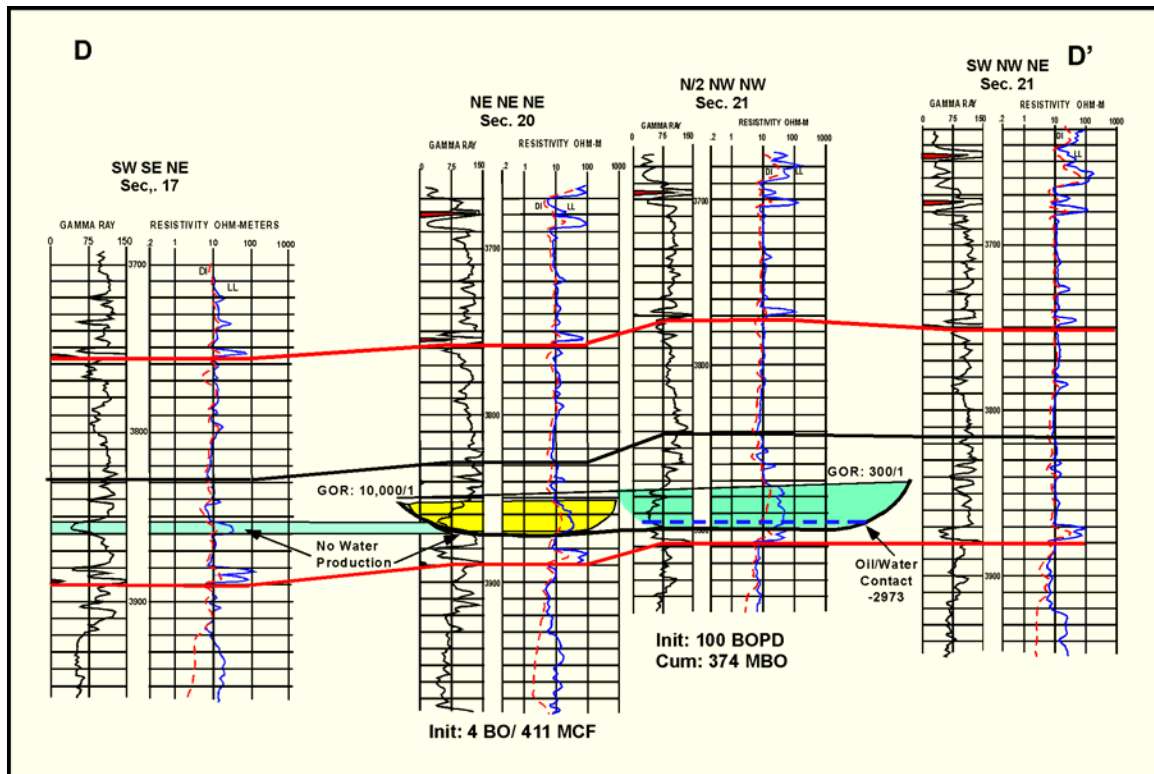 D
D'
SW SE NE
Sec,. 17
GAMMA RAY
RESISTIVITY OHM-METERS
0
75
150
.2
1
10
100
1000
3700
DI
LL
3800
3900
NE NE NE
Sec. 20
GAMMA RAY
RESISTIVITY OHM-M
0
75
150
.2
1
10
100
1000
DI
LL
3700
3800
3900
Init: 4 BO/ 411 MCF
N/2 NW NW
Sec. 21
GAMMA RAY
RESISTIVITY OHM-M
0
75
150
.2
1
10
100
1000
DI
LL
3700
3800
Init: 100 BOPD
Cum: 374 MBO
SW NW NE
Sec. 21
GAMMA RAY
RESISTIVITY OHM-M
0
75
150
.2
1
10
100
1000
DI
LL
3700
3800
3900
GOR: 10,000/1
GOR: 300/1
No Water
Production
Oil/Water
Contact
-2973